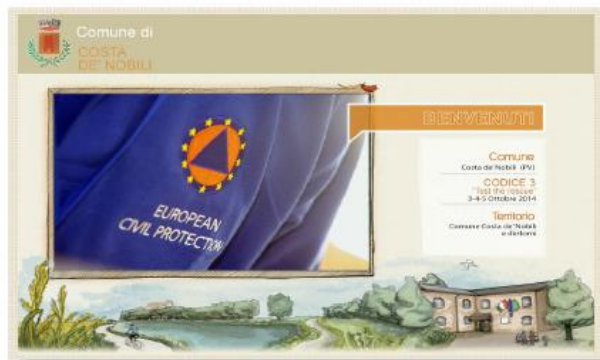 Comune di
COSTA
DE' NOBILI
EUROPEAN
CIVIL PROTECTION
BENVENUTI
Comune
Costa de' Nobili (PV)
CODICE 3
"Test the rescue"
3-4-5 Ottobre 2014
Territorio
Comune Costa de' Nobili
e dintorni